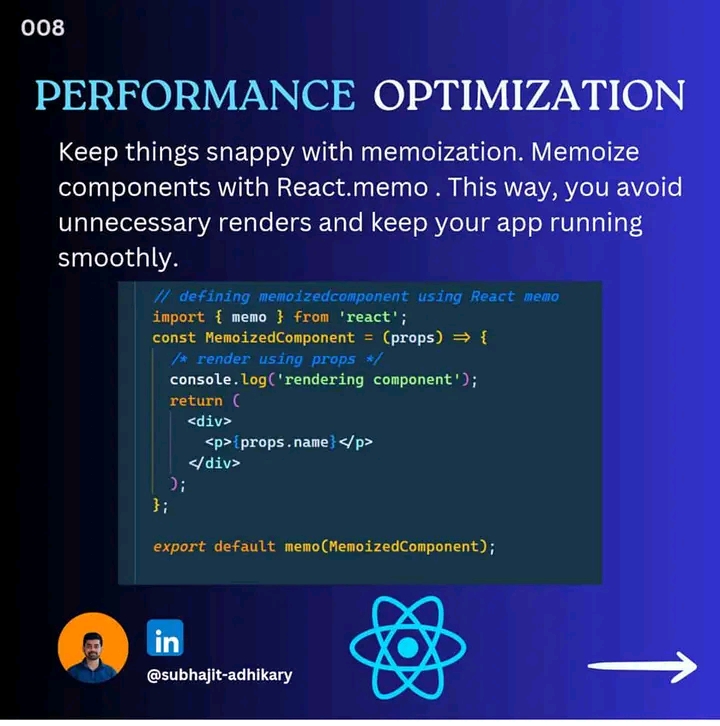 008
PERFORMANCE OPTIMIZATION
Keep things snappy with memoization. Memoize
components with React.memo . This way, you avoid
unnecessary renders and keep your app running
smoothly.
// defining memoizedcomponent using React memo
import { memo } from 'react';
const MemoizedComponent = (props) => {
/* render using props */
console.log('rendering component');
return (
<div>
<p>{props.name}</p>
</div>
);
};
export default memo(MemoizedComponent);
in
@subhajit-adhikary